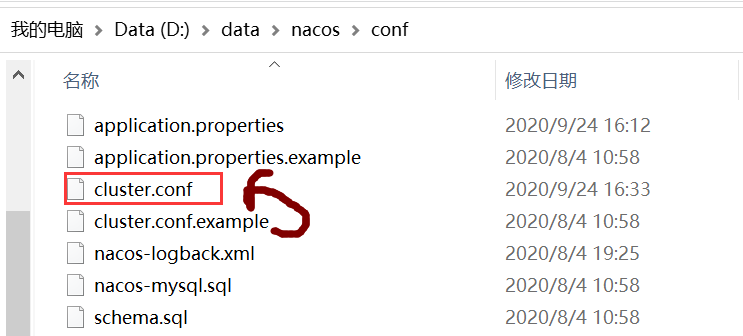 我的电脑 > Data (D:) > data > nacos > conf
名称 修改日期
application.properties 2020/9/24 16:12
application.properties.example 2020/8/4 10:58
cluster.conf 2020/9/24 16:33
cluster.conf.example 2020/8/4 10:58
nacos-logback.xml 2020/8/4 19:25
nacos-mysql.sql 2020/8/4 10:58
schema.sql 2020/8/4 10:58